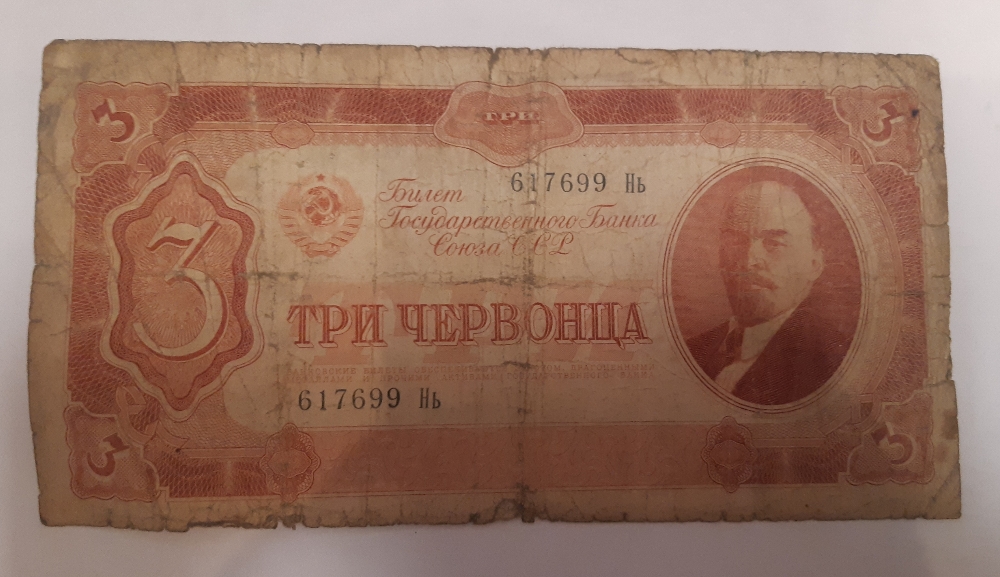 3
ТРИ
3
Билет
617699 Нь
Государственного Банка
Союза ССР
3
ТРИ ЧЕРВОНЦА
617699 Нь
3
3